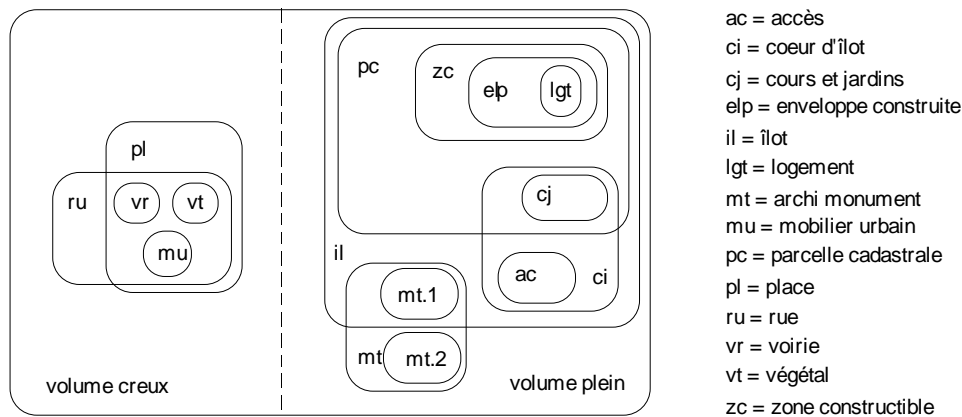 pc
zc
elp
lgt
pl
ru
vr
vt
mu
cj
il
ac
ci
mt.1
mt
mt.2
volume creux
volume plein
ac = accès
ci = coeur d'îlot
cj = cours et jardins
elp = enveloppe construite
il = îlot
lgt = logement
mt = archi monument
mu = mobilier urbain
pc = parcelle cadastrale
pl = place
ru = rue
vr = voirie
vt = végétal
zc = zone constructible